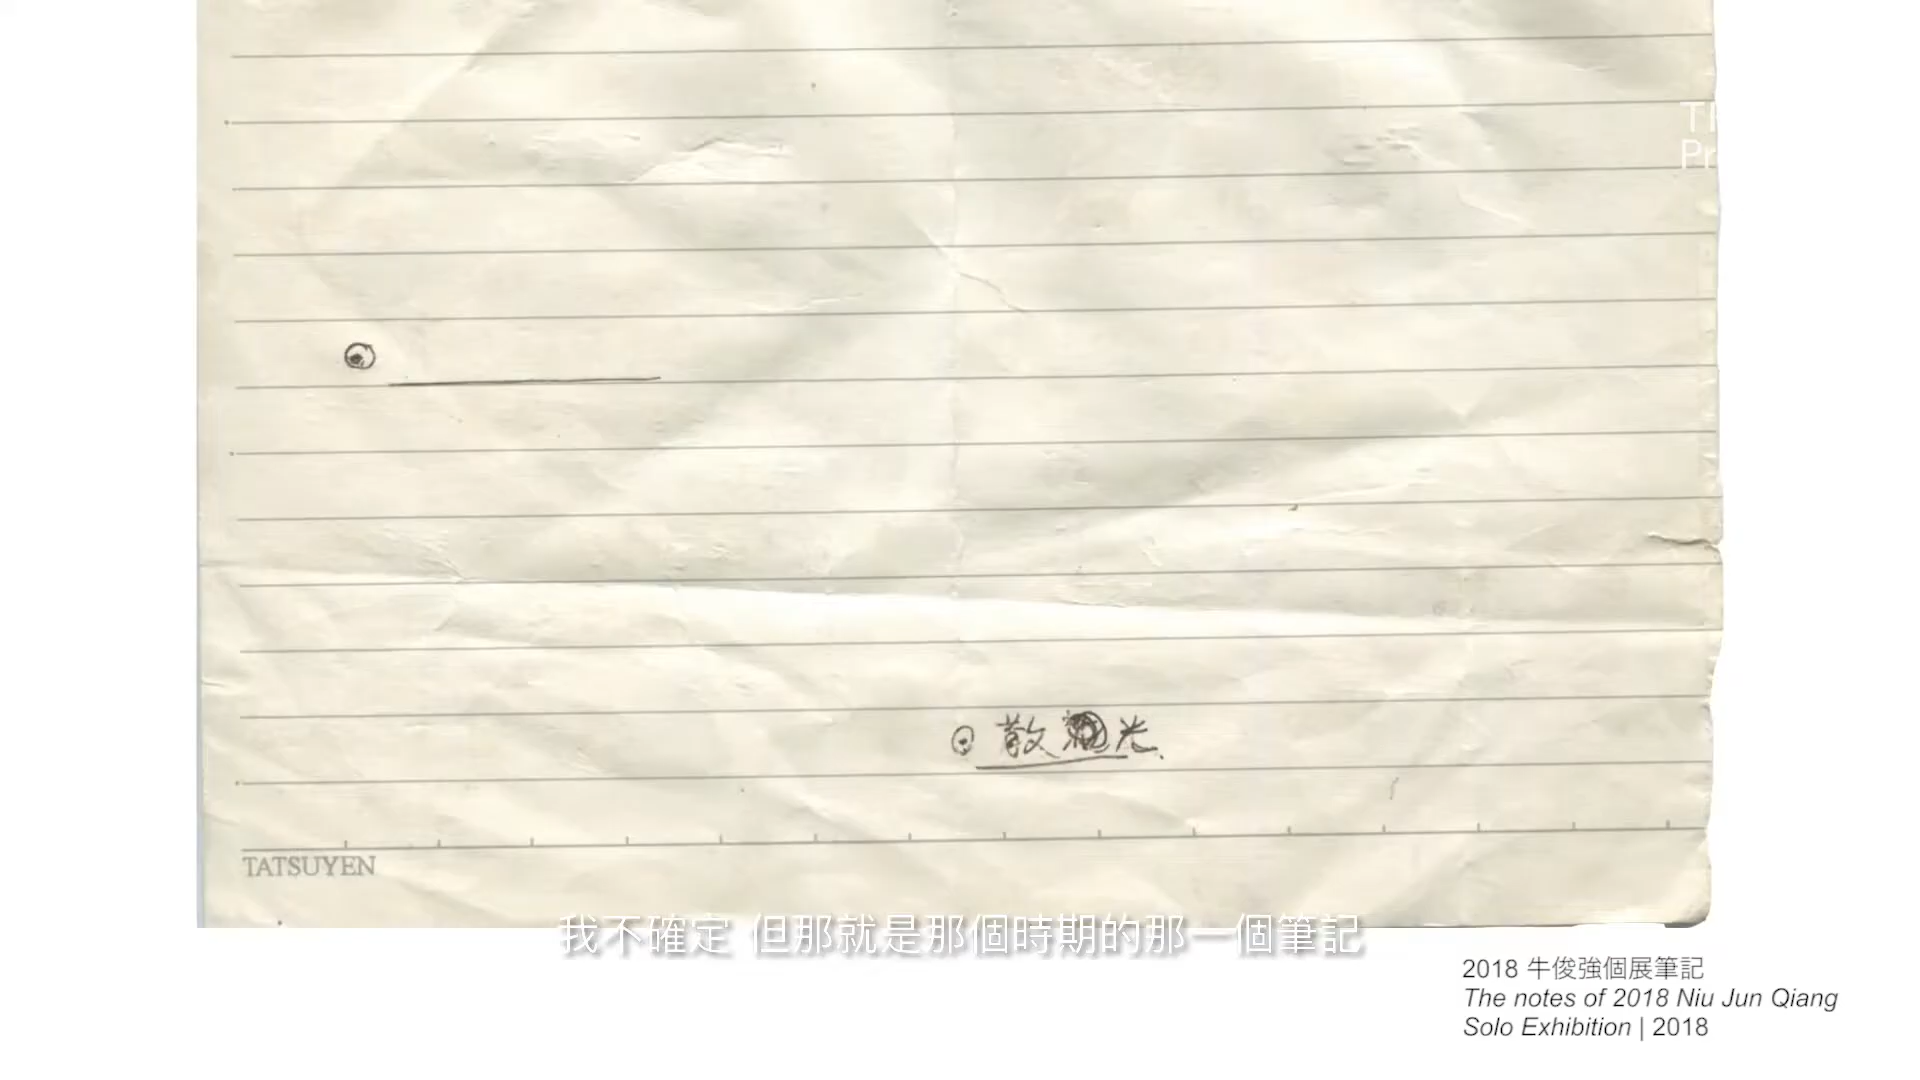 Th
Pr
散光
TATSUYEN
我不確定 但那就是那個時期的那一個筆記
2018 牛俊強個展筆記
The notes of 2018 Niu Jun Qiang
Solo Exhibition | 2018